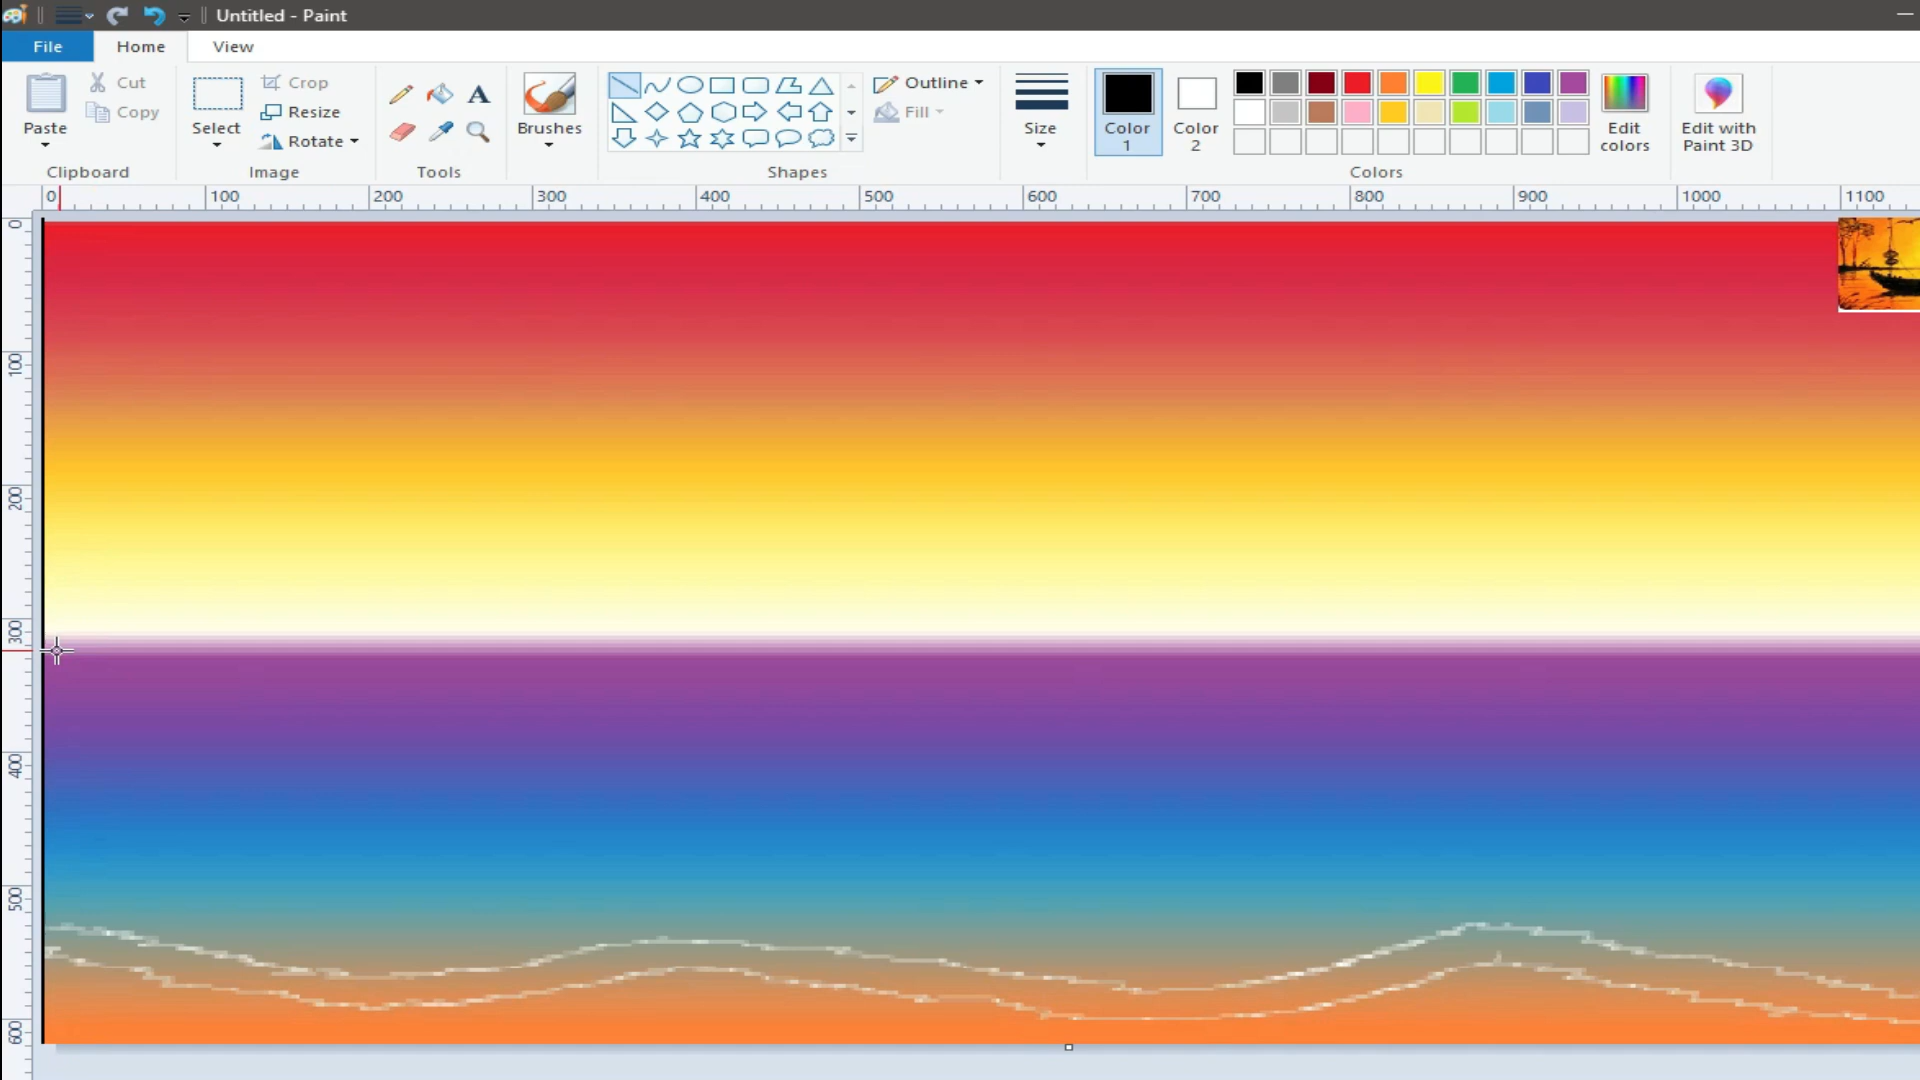 Untitled - Paint
File Home View
Paste Cut Copy
Clipboard
Select Crop Resize Rotate
Image
A
Tools
Brushes
Outline Fill
Shapes
Size
Color 1
Color 2
Edit colors
Colors
Edit with Paint 3D
0 100 200 300 400 500 600 700 800 900 1000 1100
0
100
200
300
400
500
600